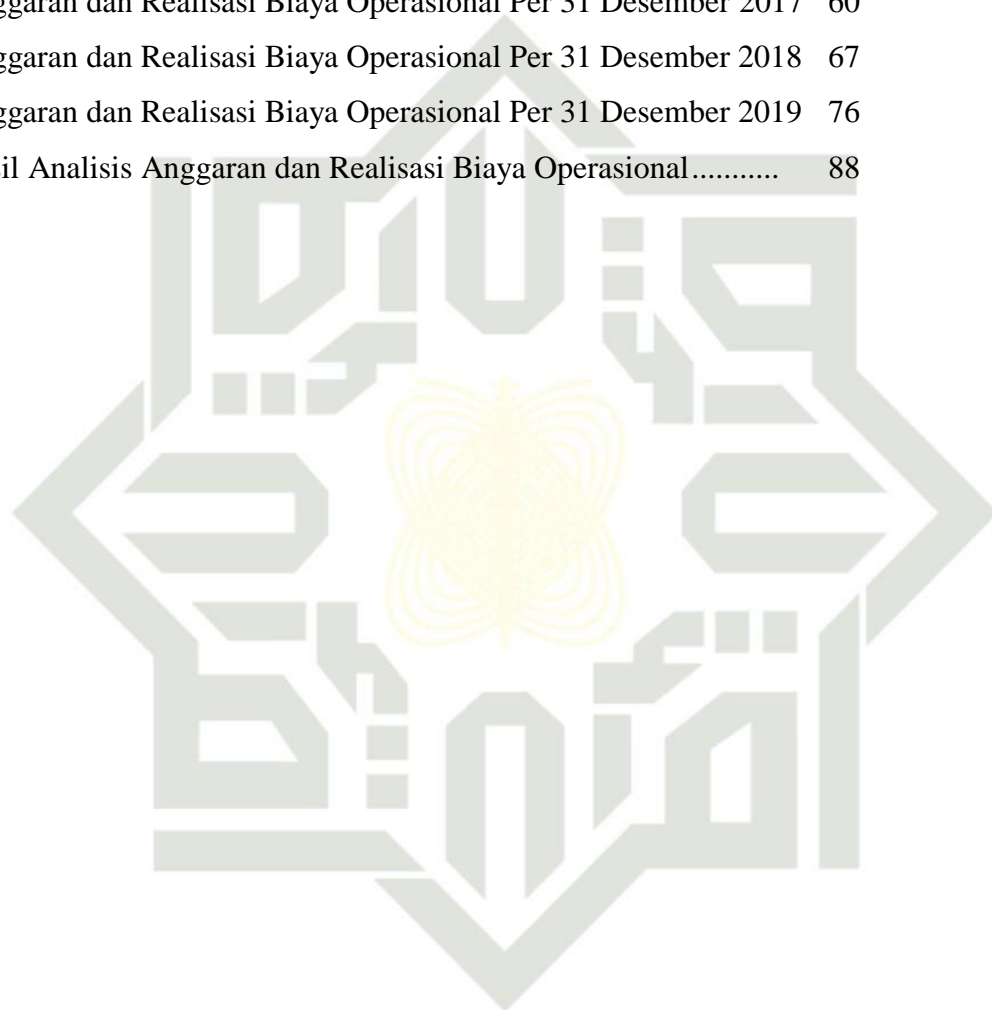 ggaran dan Realisasi Biaya Operasional Per 31 Desember 2017 60
ggaran dan Realisasi Biaya Operasional Per 31 Desember 2018 67
ggaran dan Realisasi Biaya Operasional Per 31 Desember 2019 76
il Analisis Anggaran dan Realisasi Biaya Operasional........... 88